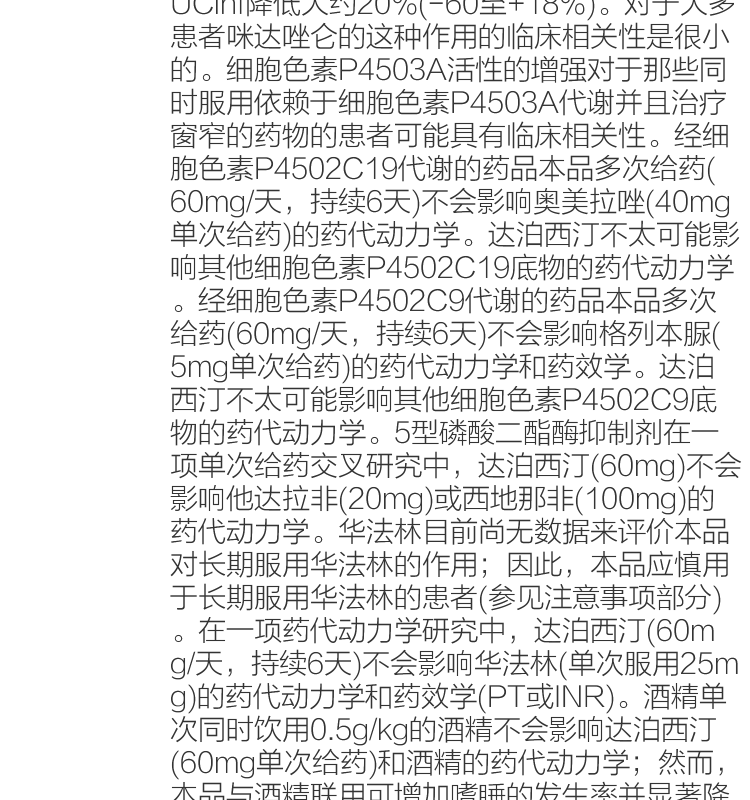 UCinf降低大约20%(-60至+18%)。对于大多
患者咪达唑仑的这种作用的临床相关性是很小
的。细胞色素P4503A活性的增强对于那些同
时服用依赖于细胞色素P4503A代谢并且治疗
窗窄的药物的患者可能具有临床相关性。经细
胞色素P4502C19代谢的药品本品多次给药(
60mg/天，持续6天)不会影响奥美拉唑(40mg
单次给药)的药代动力学。达泊西汀不太可能影
响其他细胞色素P4502C19底物的药代动力学
。经细胞色素P4502C9代谢的药品本品多次
给药(60mg/天，持续6天)不会影响格列本脲(
5mg单次给药)的药代动力学和药效学。达泊
西汀不太可能影响其他细胞色素P4502C9底
物的药代动力学。5型磷酸二酯酶抑制剂在一
项单次给药交叉研究中，达泊西汀(60mg)不会
影响他达拉非(20mg)或西地那非(100mg)的
药代动力学。华法林目前尚无数据来评价本品
对长期服用华法林的作用；因此，本品应慎用
于长期服用华法林的患者(参见注意事项部分)
。在一项药代动力学研究中，达泊西汀(60m
g/天，持续6天)不会影响华法林(单次服用25m
g)的药代动力学和药效学(PT或INR)。酒精单
次同时饮用0.5g/kg的酒精不会影响达泊西汀
(60mg单次给药)和酒精的药代动力学；然而，
本品与酒精联用可增加嗜睡的发生率并显著降